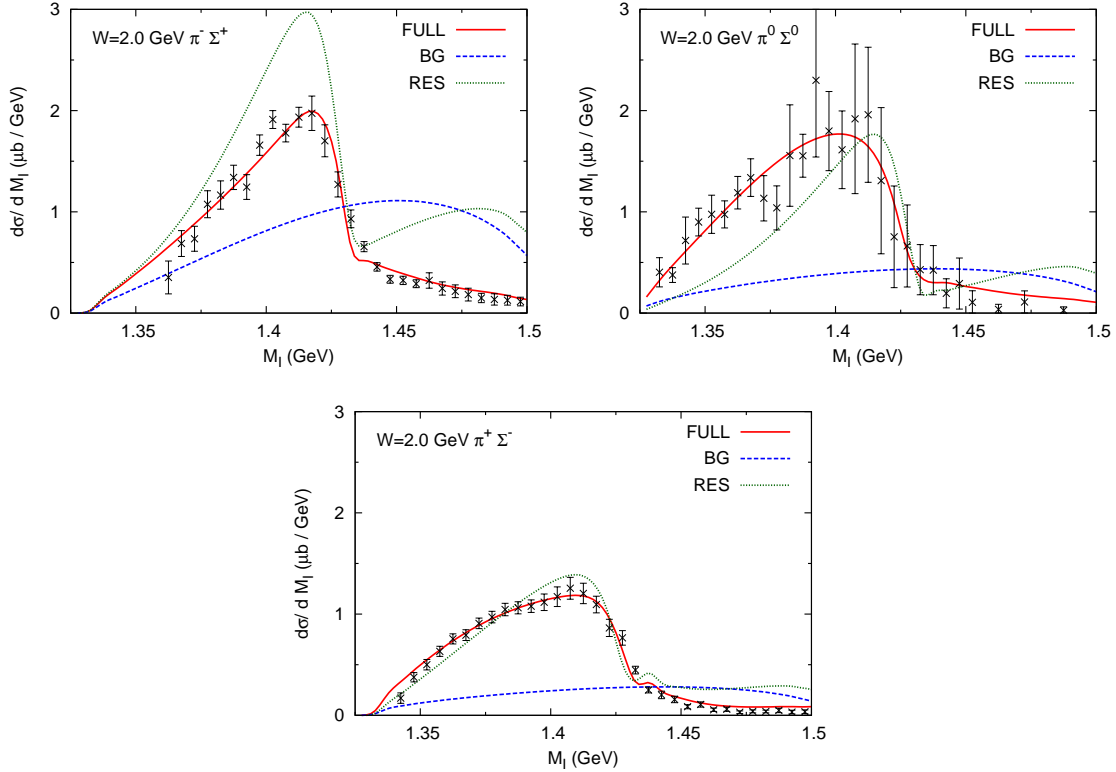 W=2.0 GeV π⁻ Σ⁺
FULL
BG
RES
dσ/ d M_I (μb / GeV)
3
2
1
0
1.35
1.4
1.45
1.5
M_I (GeV)
W=2.0 GeV π⁰ Σ⁰
FULL
BG
RES
dσ/ d M_I (μb / GeV)
3
2
1
0
1.35
1.4
1.45
1.5
M_I (GeV)
W=2.0 GeV π⁺ Σ⁻
FULL
BG
RES
dσ/ d M_I (μb / GeV)
3
2
1
0
1.35
1.4
1.45
1.5
M_I (GeV)